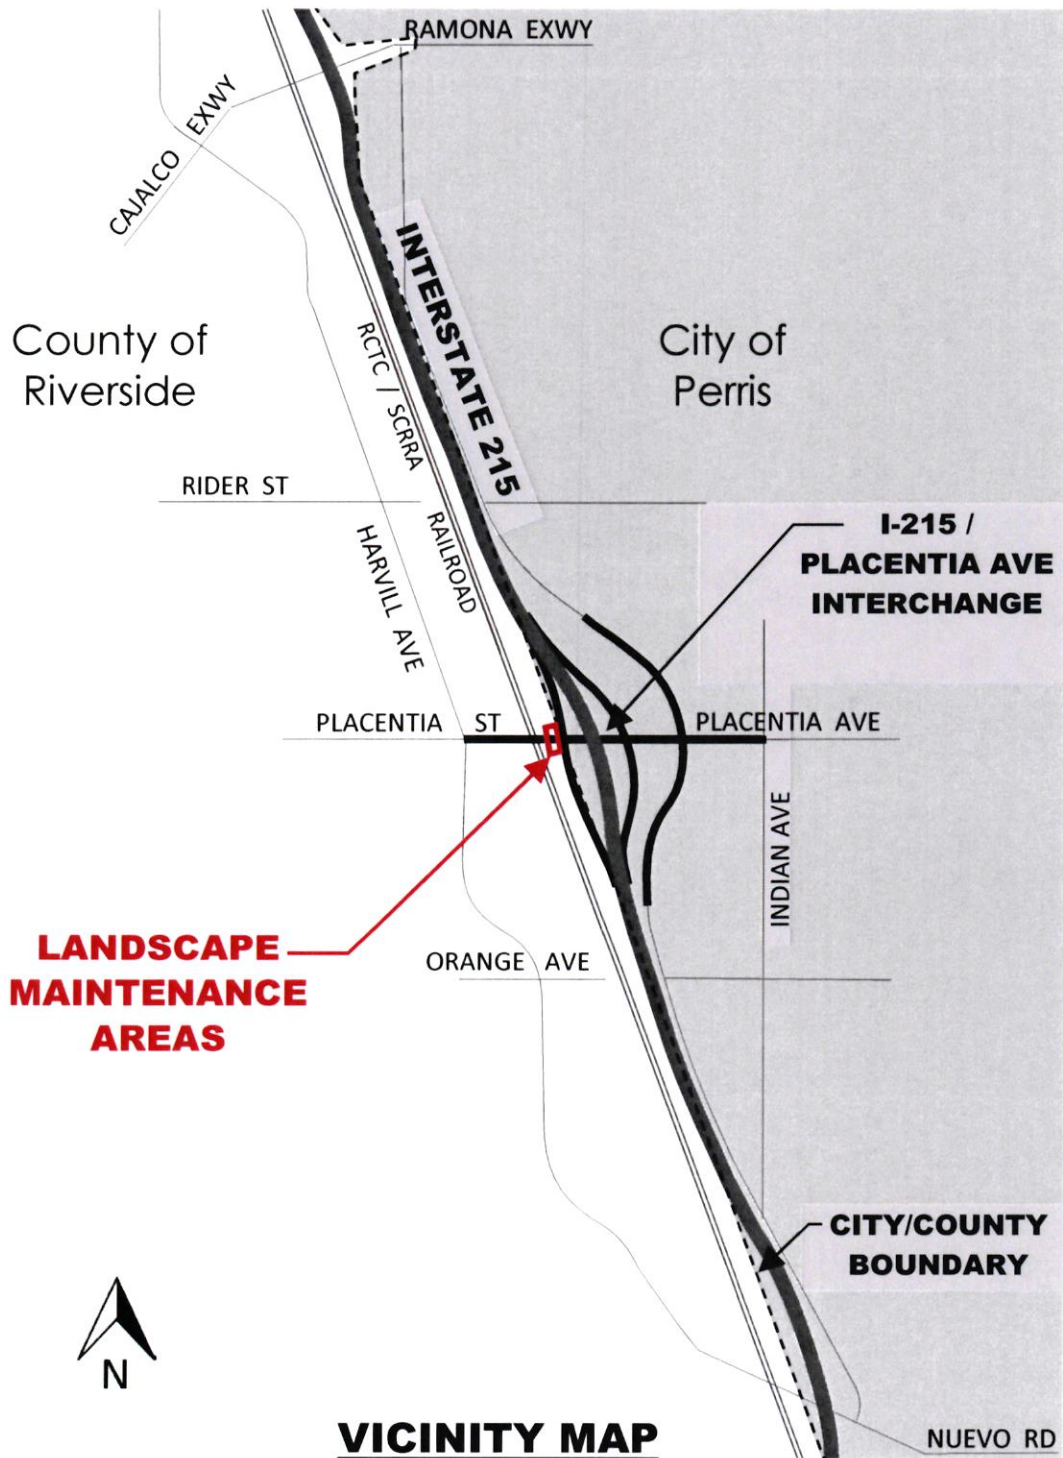 RAMONA EXWY
CAJALCO EXWY
INTERSTATE 215
County of
Riverside
City of
Perris
RCTC / SCRRA
RAILROAD
RIDER ST
HARVILL AVE
I-215 /
PLACENTIA AVE
INTERCHANGE
PLACENTIA ST
PLACENTIA AVE
INDIAN AVE
LANDSCAPE
MAINTENANCE
AREAS
ORANGE AVE
CITY/COUNTY
BOUNDARY
N
VICINITY MAP
NUEVO RD